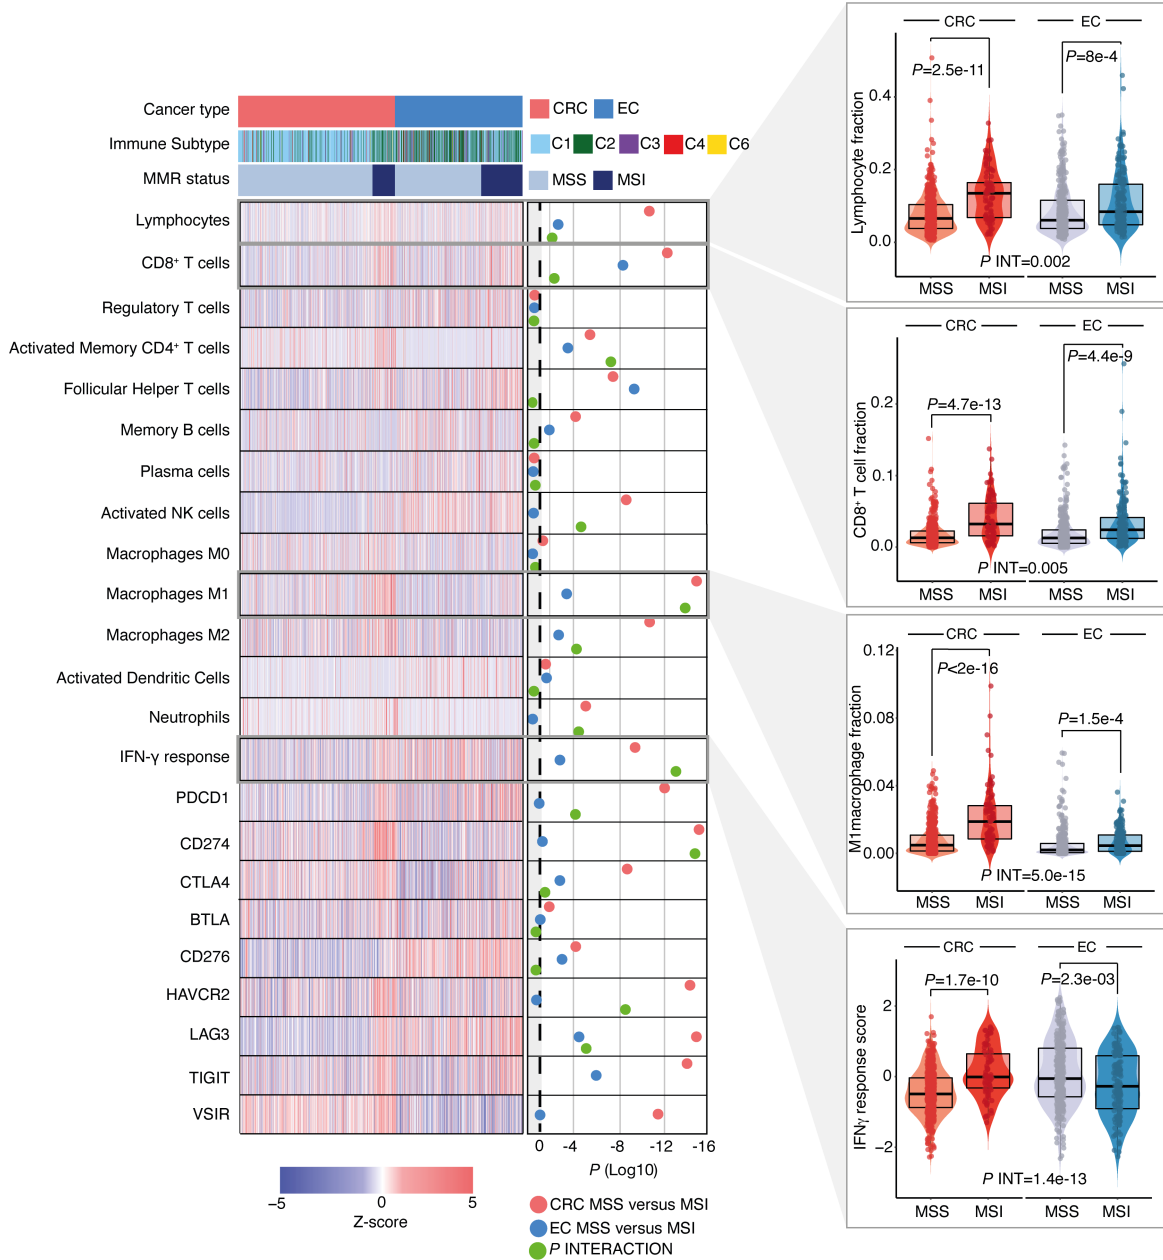 Cancer type
CRC EC
Immune Subtype
C1 C2 C3 C4 C6
MMR status
MSS MSI
Lymphocytes
CD8+ T cells
Regulatory T cells
Activated Memory CD4+ T cells
Follicular Helper T cells
Memory B cells
Plasma cells
Activated NK cells
Macrophages M0
Macrophages M1
Macrophages M2
Activated Dendritic Cells
Neutrophils
IFN-γ response
PDCD1
CD274
CTLA4
BTLA
CD276
HAVCR2
LAG3
TIGIT
VSIR
0 -4 -8 -12 -16
P (Log10)
−5 0 5
Z-score
CRC MSS versus MSI
EC MSS versus MSI
P INTERACTION
CRC EC
P=2.5e-11
P=8e-4
Lymphocyte fraction
0.4
0.2
0.0
P INT=0.002
MSS MSI MSS MSI
CRC EC
P=4.7e-13
P=4.4e-9
CD8+ T cell fraction
0.2
0.1
0.0
P INT=0.005
MSS MSI MSS MSI
CRC EC
P<2e-16
P=1.5e-4
M1macrophage fraction
0.12
0.08
0.04
0.00
P INT=5.0e-15
MSS MSI MSS MSI
CRC EC
P=1.7e-10
P=2.3e-03
IFNγ response score
2
0
−2
P INT=1.4e-13
MSS MSI MSS MSI